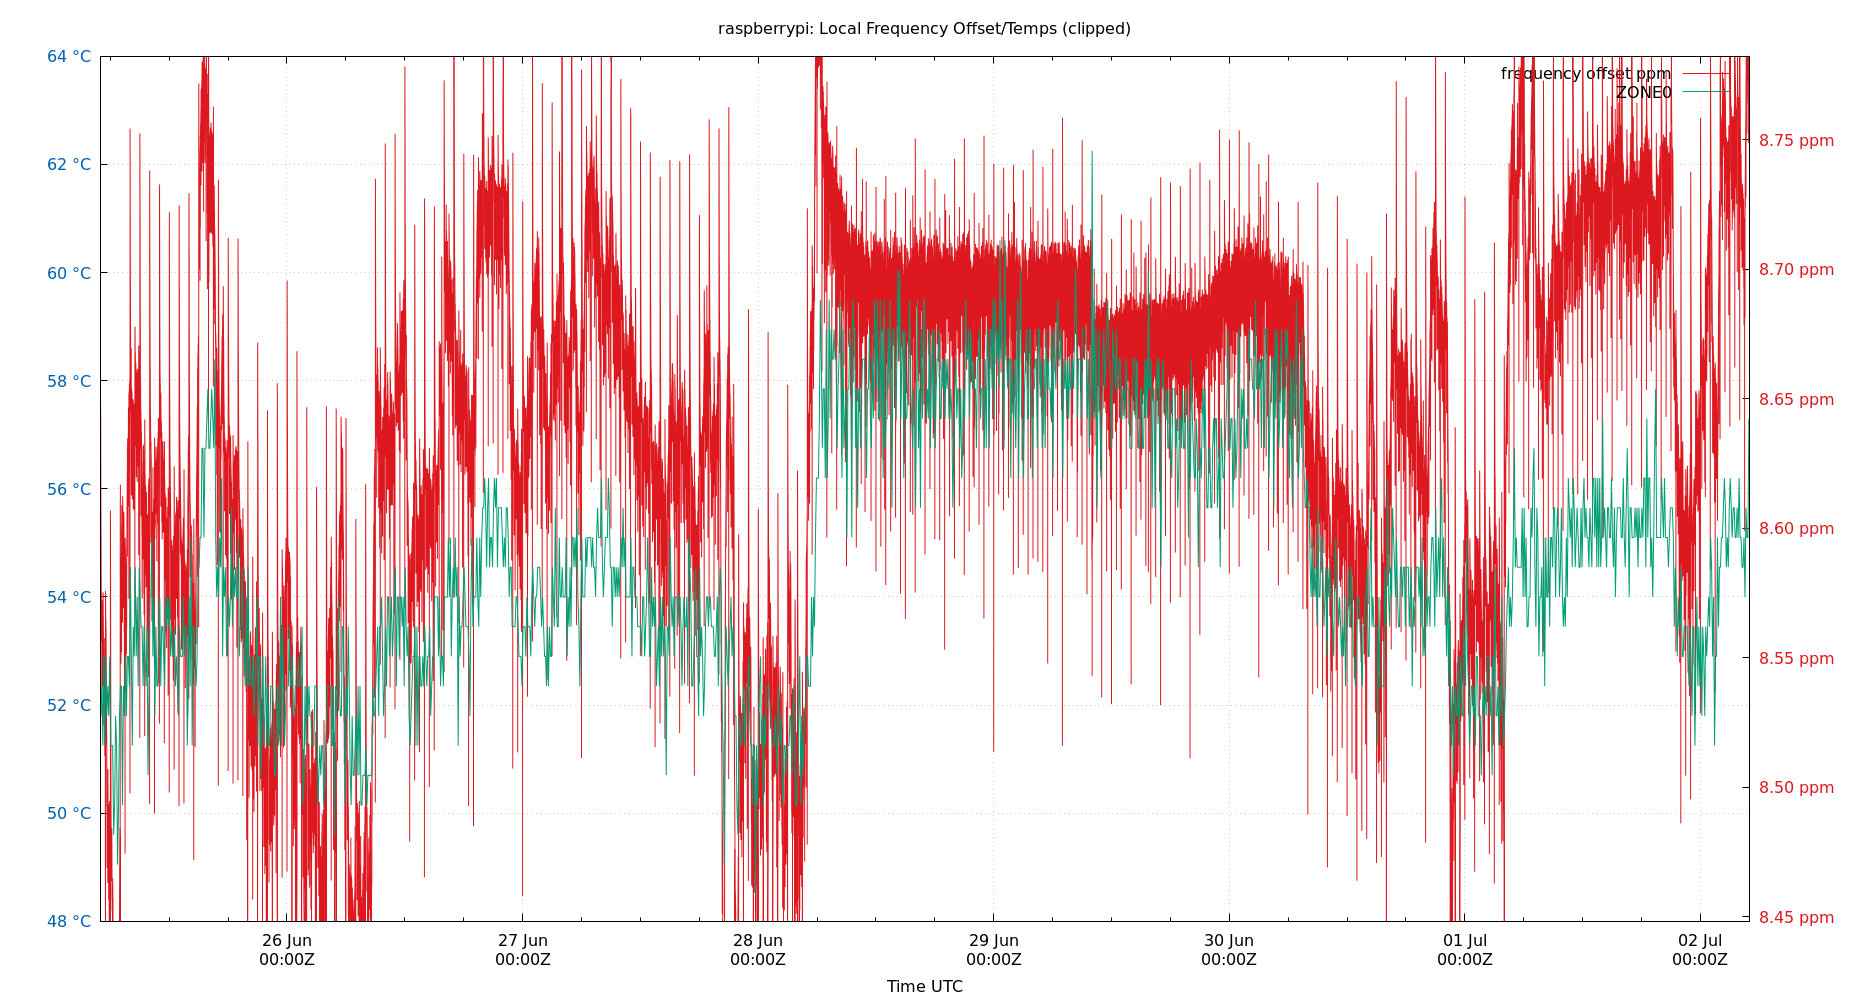 raspberrypi: Local Frequency Offset/Temps (clipped)
64 °C
62 °C
60 °C
58 °C
56 °C
54 °C
52 °C
50 °C
48 °C
frequency offset ppm
ZONE0
8.75 ppm
8.70 ppm
8.65 ppm
8.60 ppm
8.55 ppm
8.50 ppm
8.45 ppm
26 Jun
00:00Z
27 Jun
00:00Z
28 Jun
00:00Z
29 Jun
00:00Z
30 Jun
00:00Z
01 Jul
00:00Z
02 Jul
00:00Z
Time UTC